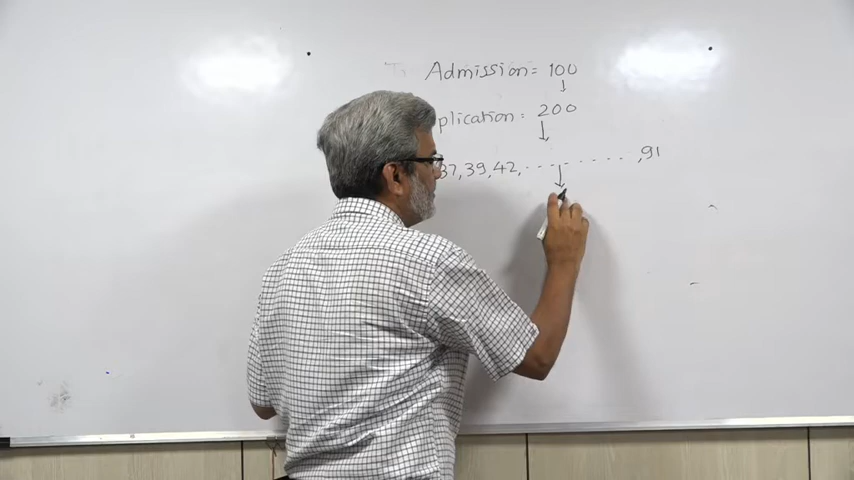 Admission = 100
plication = 200
37, 39, 42, - - - - - - - - - , 91